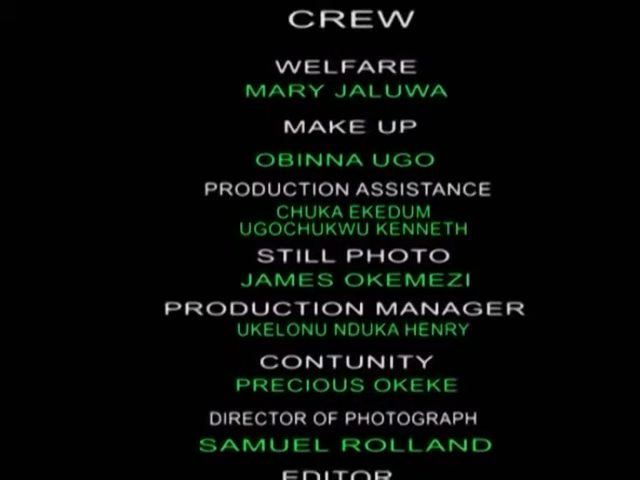 CREW
WELFARE
MARY JALUWA
MAKE UP
OBINNA UGO
PRODUCTION ASSISTANCE
CHUKA EKEDUM
UGOCHUKWU KENNETH
STILL PHOTO
JAMES OKEMEZI
PRODUCTION MANAGER
UKELONU NDUKA HENRY
CONTUNITY
PRECIOUS OKEKE
DIRECTOR OF PHOTOGRAPH
SAMUEL ROLLAND
EDITOR